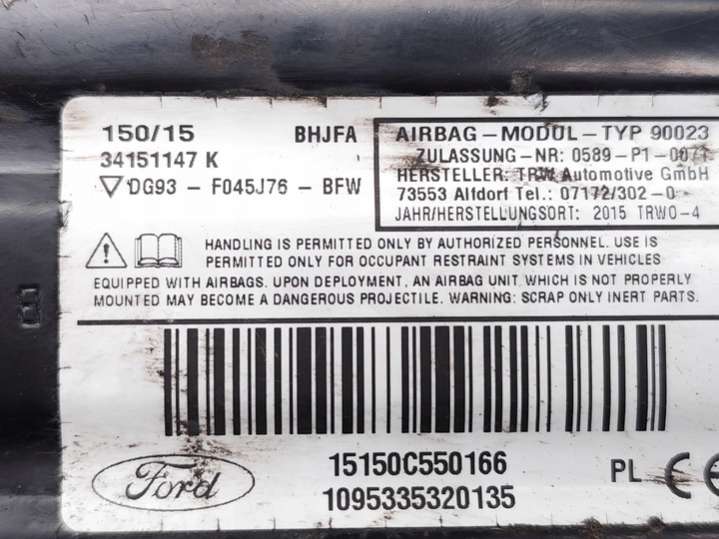 150/15 BHJFA
34151147 K
DG93 - F045J76 - BFW
AIRBAG-MODUL-TYP 90023
ZULASSUNG-NR: 0589-P1-0071
HERSTELLER: TRW Automotive GmbH
73553 Alfdorf Tel.: 07172/302-0
JAHR/HERSTELLUNGSORT: 2015 TRWO-4
HANDLING IS PERMITTED ONLY BY AUTHORIZED PERSONNEL. USE IS
PERMITTED ONLY FOR OCCUPANT RESTRAINT SYSTEMS IN VEHICLES
EQUIPPED WITH AIRBAGS. UPON DEPLOYMENT, AN AIRBAG UNIT WHICH IS NOT PROPERLY
MOUNTED MAY BECOME A DANGEROUS PROJECTILE. WARNING: SCRAP ONLY INERT PARTS.
Ford
15150C550166
1095335320135
PL CE